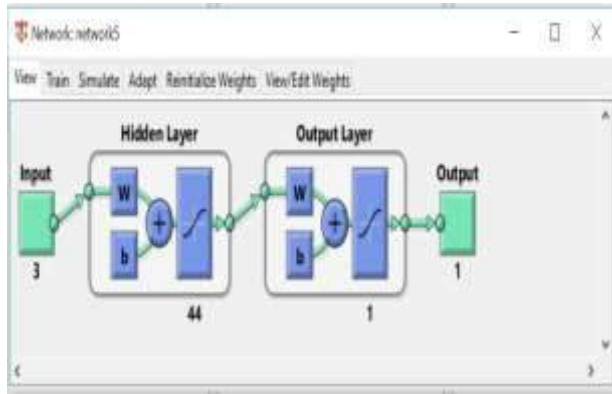 Network: network5
View Train Simulate Adapt Reinitialize Weights View/Edit Weights
Hidden Layer Output Layer
Input Output
W W
b b
3 1
44 1